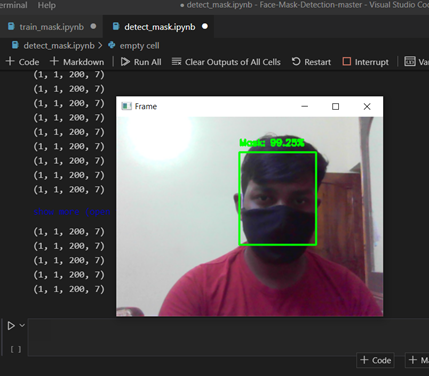 erminal Help
detect_mask.ipynb - Face-Mask-Detection-master - Visual Studio Coo
train_mask.ipynb
detect_mask.ipynb
detect_mask.ipynb > empty cell
+ Code + Markdown Run All Clear Outputs of All Cells Restart Interrupt Var
(1, 1, 200, 7)
(1, 1, 200, 7)
(1, 1, 200, 7)
(1, 1, 200, 7)
(1, 1, 200, 7)
(1, 1, 200, 7)
(1, 1, 200, 7)
(1, 1, 200, 7)
(1, 1, 200, 7)
(1, 1, 200, 7)
(1, 1, 200, 7)
(1, 1, 200, 7)
(1, 1, 200, 7)
(1, 1, 200, 7)
Frame
Mask: 99.25%
[ ]
+ Code + Ma